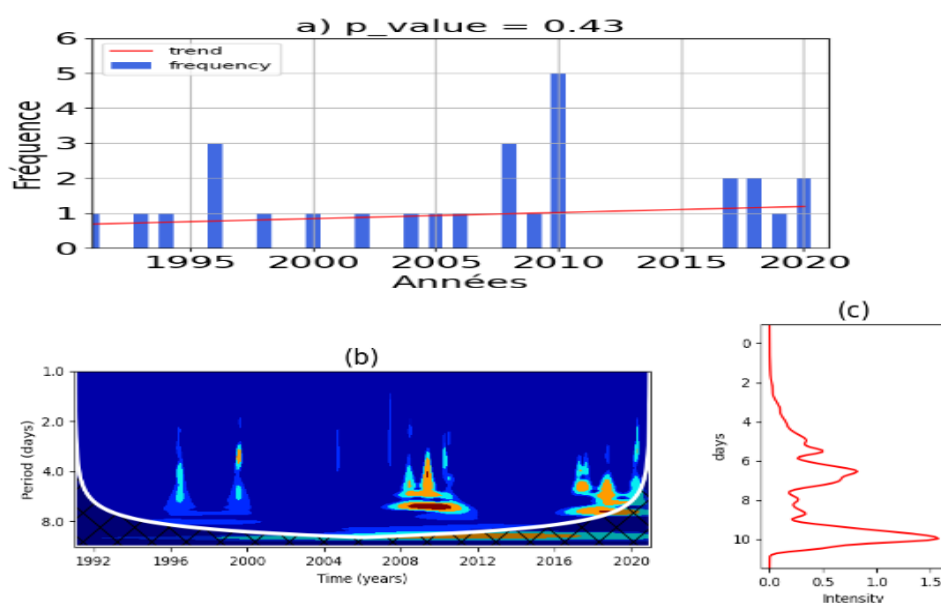 a) p_value = 0.43
trend
frequency
Fréquence
6
5
4
3
2
1
0
1995 2000 2005 2010 2015 2020
Années
(b)
Period (days)
1.0
2.0
4.0
8.0
1992 1996 2000 2004 2008 2012 2016 2020
Time (years)
(c)
days
0
2
4
6
8
10
0.0 0.5 1.0 1.5
Intensity